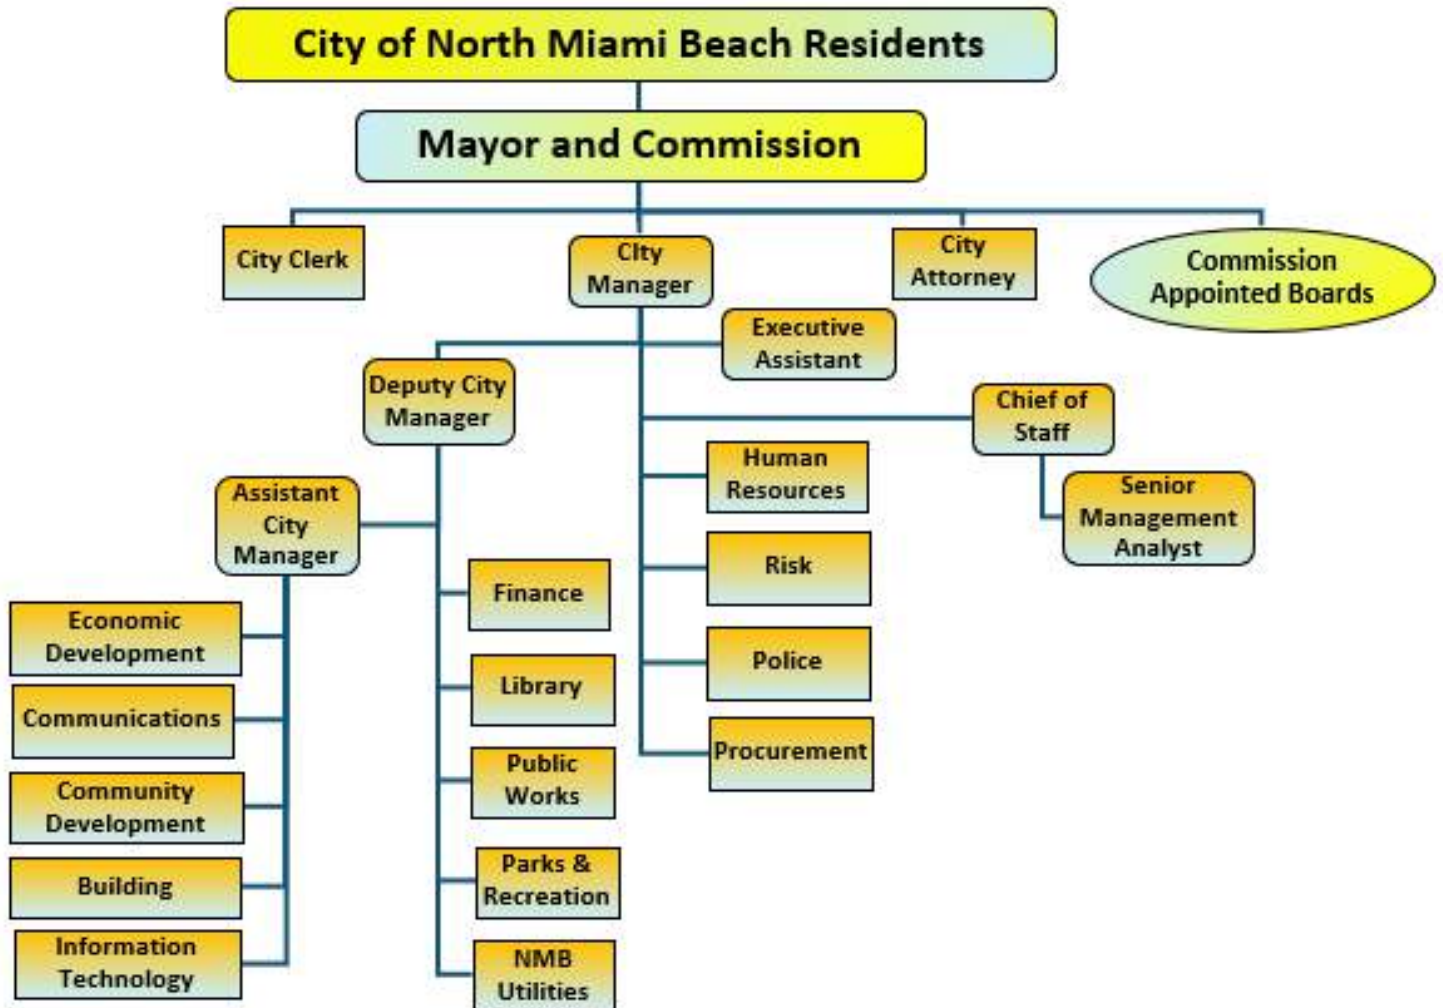 City of North Miami Beach Residents
Mayor and Commission
City Clerk
CIty
Manager
City
Attorney
Commission
Appointed Boards
Executive
Assistant
Deputy City
Manager
Chief of
Staff
Human
Resources
Senior
Management
Analyst
Assistant
City
Manager
Risk
Finance
Economic
Development
Police
Library
Communications
Procurement
Public
Works
Community
Development
Parks &
Recreation
Building
Information
Technology
NMB
Utilities